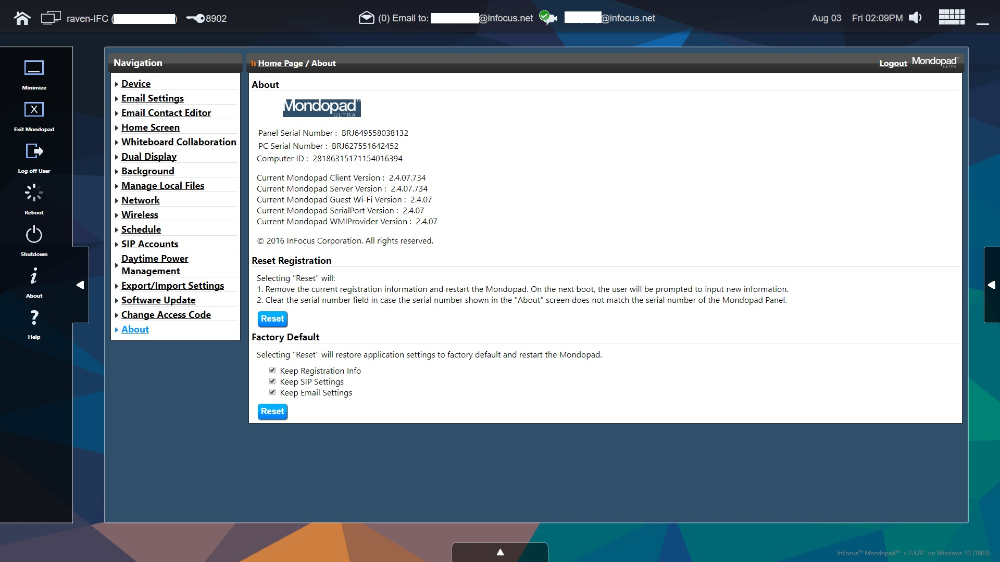 raven-IFC ( ) 8902
(0) Email to: @infocus.net
@infocus.net
Aug 03 Fri 02:09PM
Minimize
X
Exit Mondopad
Log off User
Reboot
Shutdown
i
About
?
Help
Navigation
Device
Email Settings
Email Contact Editor
Home Screen
Whiteboard Collaboration
Dual Display
Background
Manage Local Files
Network
Wireless
Schedule
SIP Accounts
Daytime Power
Management
Export/Import Settings
Software Update
Change Access Code
About
Home Page / About
Logout
Mondopad™
ULTRA
About
Mondopad™
ULTRA
Panel Serial Number : BRJ649558038132
PC Serial Number : BRJ627551642452
Computer ID : 28186315171154016394
Current Mondopad Client Version : 2.4.07.734
Current Mondopad Server Version : 2.4.07.734
Current Mondopad Guest Wi-Fi Version : 2.4.07
Current Mondopad SerialPort Version : 2.4.07
Current Mondopad WMIProvider Version : 2.4.07
© 2016 InFocus Corporation. All rights reserved.
Reset Registration
Selecting "Reset" will:
1. Remove the current registration information and restart the Mondopad. On the next boot, the user will be prompted to input new information.
2. Clear the serial number field in case the serial number shown in the "About" screen does not match the serial number of the Mondopad Panel.
Reset
Factory Default
Selecting "Reset" will restore application settings to factory default and restart the Mondopad.
Keep Registration Info
Keep SIP Settings
Keep Email Settings
Reset
InFocus™ Mondopad™ v 2.4.07 on Windows 10 (1803)